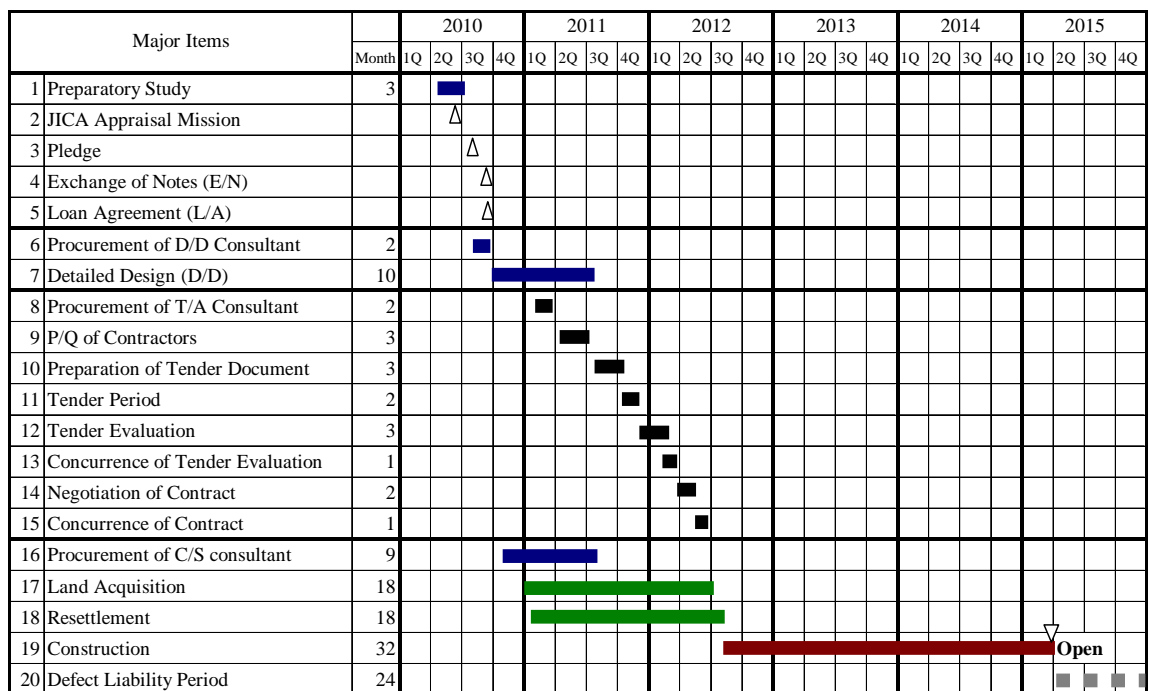 Major Items 2010 2011 2012 2013 2014 2015
Month 1Q 2Q 3Q 4Q 1Q 2Q 3Q 4Q 1Q 2Q 3Q 4Q 1Q 2Q 3Q 4Q 1Q 2Q 3Q 4Q 1Q 2Q 3Q 4Q
1 Preparatory Study 3
2 JICA Appraisal Mission
3 Pledge
4 Exchange of Notes (E/N)
5 Loan Agreement (L/A)
6 Procurement of D/D Consultant 2
7 Detailed Design (D/D) 10
8 Procurement of T/A Consultant 2
9 P/Q of Contractors 3
10 Preparation of Tender Document 3
11 Tender Period 2
12 Tender Evaluation 3
13 Concurrence of Tender Evaluation 1
14 Negotiation of Contract 2
15 Concurrence of Contract 1
16 Procurement of C/S consultant 9
17 Land Acquisition 18
18 Resettlement 18
19 Construction 32 Open
20 Defect Liability Period 24